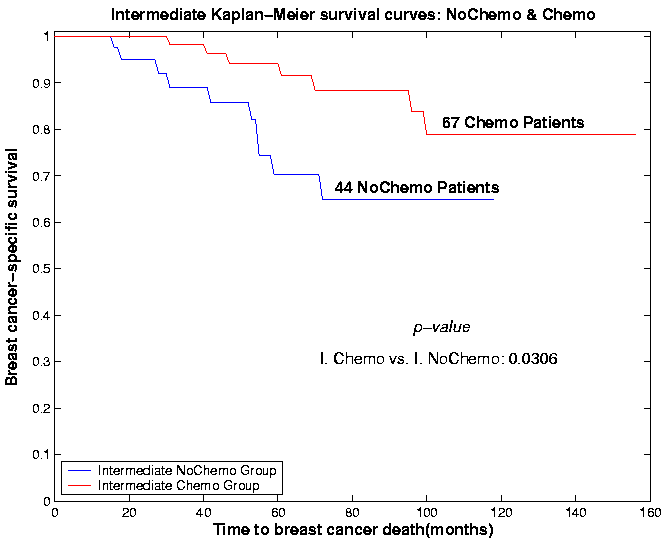 Intermediate Kaplan–Meier survival curves: NoChemo & Chemo
1
0.9
0.8
0.7
0.6
0.5
0.4
0.3
0.2
0.1
0
Breast cancer–specific survival
67 Chemo Patients
44 NoChemo Patients
p–value
I. Chemo vs. I. NoChemo: 0.0306
Intermediate NoChemo Group
Intermediate Chemo Group
0 20 40 60 80 100 120 140 160
Time to breast cancer death(months)